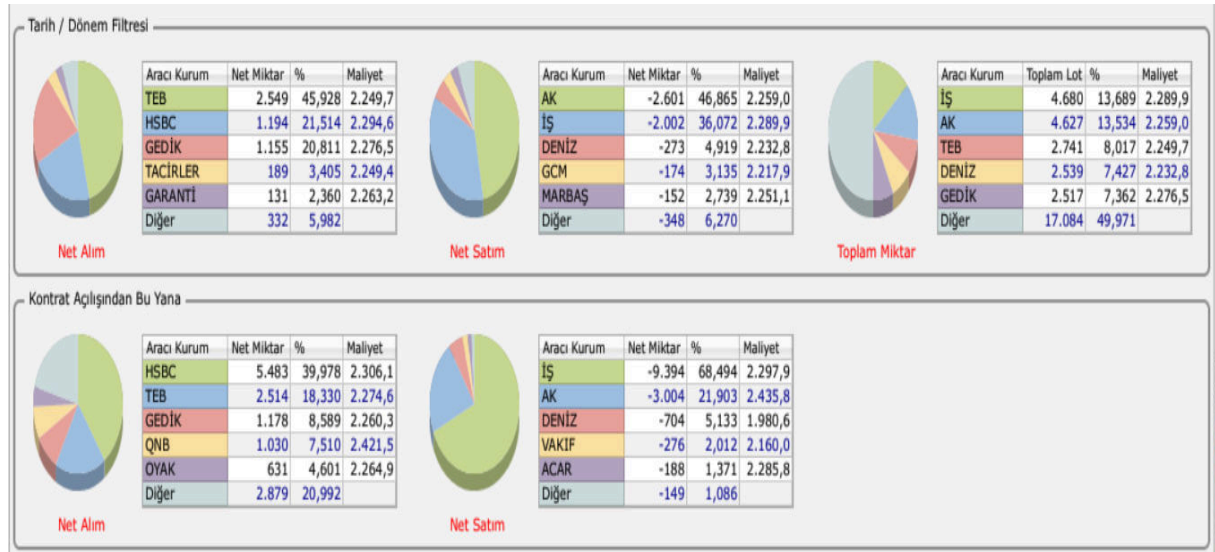 Tarih / Dönem Filtresi
Aracı Kurum Net Miktar % Maliyet
TEB 2.549 45,928 2.249,7
HSBC 1.194 21,514 2.294,6
GEDİK 1.155 20,811 2.276,5
TACİRLER 189 3,405 2.249,4
GARANTİ 131 2,360 2.263,2
Diğer 332 5,982
Net Alım
Aracı Kurum Net Miktar % Maliyet
AK -2.601 46,865 2.259,0
İŞ -2.002 36,072 2.289,9
DENİZ -273 4,919 2.232,8
GCM -174 3,135 2.217,9
MARBAŞ -152 2,739 2.251,1
Diğer -348 6,270
Net Satım
Aracı Kurum Toplam Lot % Maliyet
İŞ 4.680 13,689 2.289,9
AK 4.627 13,534 2.259,0
TEB 2.741 8,017 2.249,7
DENİZ 2.539 7,427 2.232,8
GEDİK 2.517 7,362 2.276,5
Diğer 17.084 49,971
Toplam Miktar
Kontrat Açılışından Bu Yana
Aracı Kurum Net Miktar % Maliyet
HSBC 5.483 39,978 2.306,1
TEB 2.514 18,330 2.274,6
GEDİK 1.178 8,589 2.260,3
QNB 1.030 7,510 2.421,5
OYAK 631 4,601 2.264,9
Diğer 2.879 20,992
Net Alım
Aracı Kurum Net Miktar % Maliyet
İŞ -9.394 68,494 2.297,9
AK -3.004 21,903 2.435,8
DENİZ -704 5,133 1.980,6
VAKIF -276 2,012 2.160,0
ACAR -188 1,371 2.285,8
Diğer -149 1,086
Net Satım